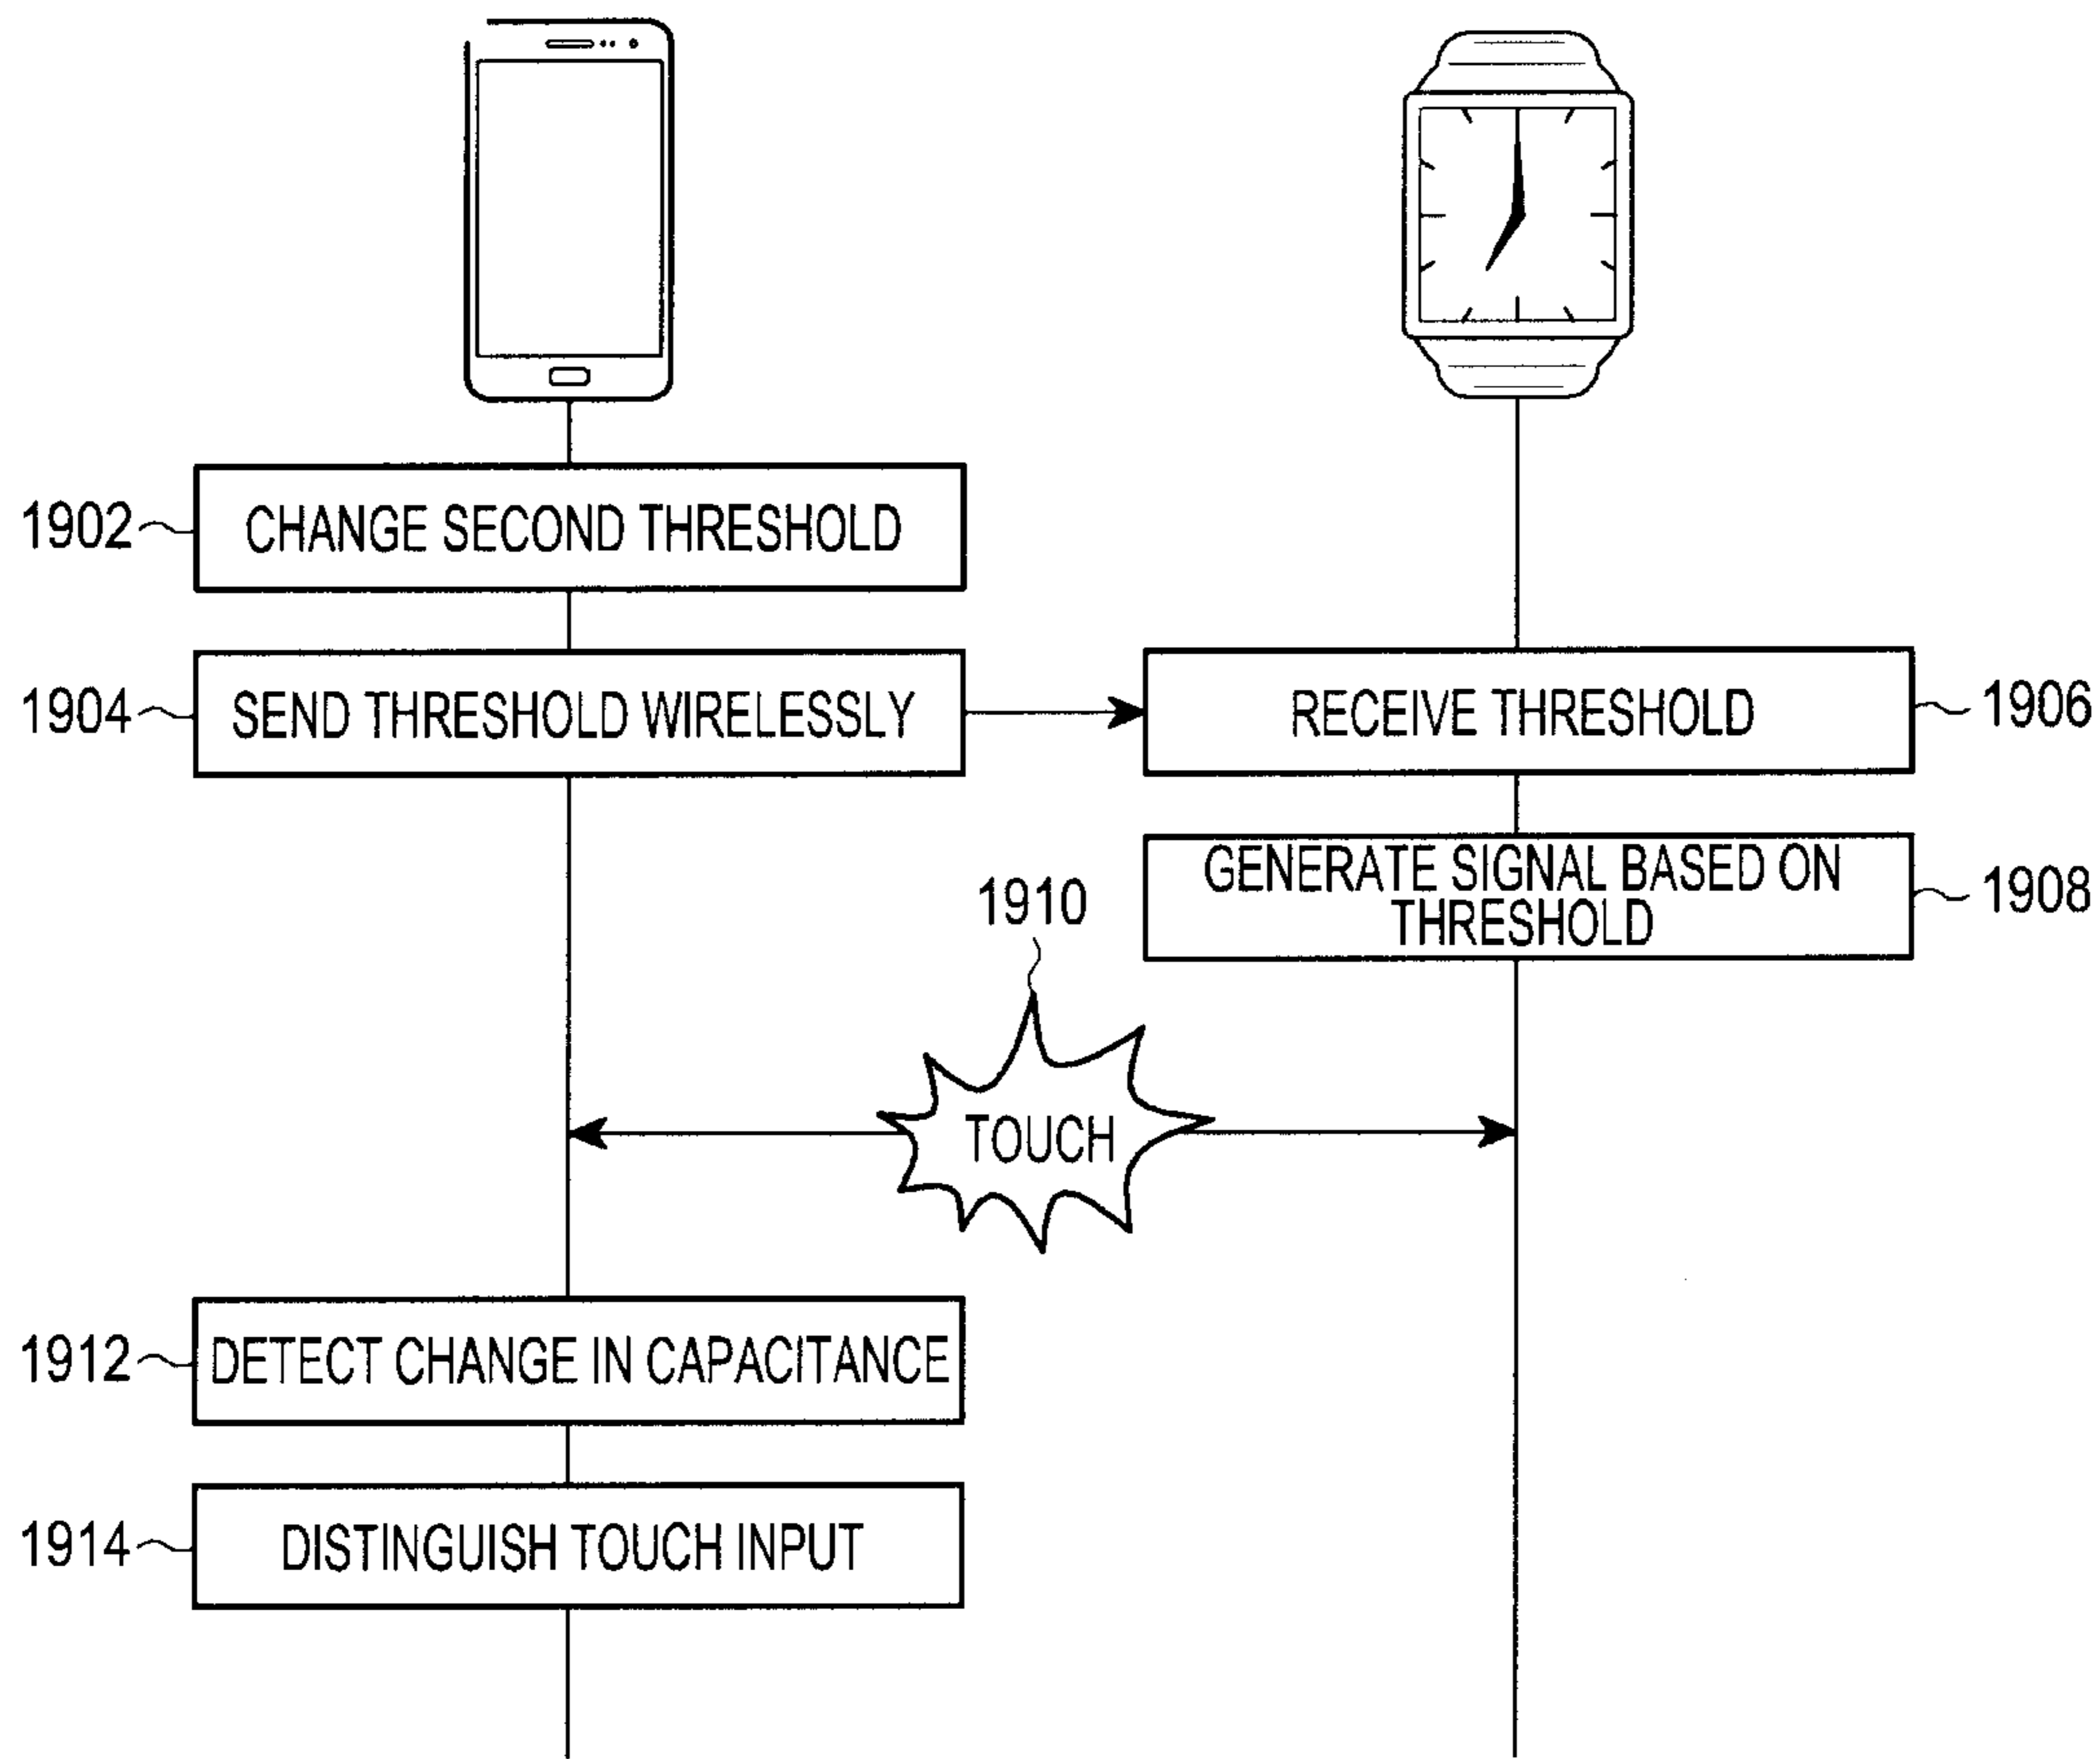 1902
CHANGE SECOND THRESHOLD
1904
SEND THRESHOLD WIRELESSLY
RECEIVE THRESHOLD
1906
GENERATE SIGNAL BASED ON
THRESHOLD
1908
1910
TOUCH
1912
DETECT CHANGE IN CAPACITANCE
1914
DISTINGUISH TOUCH INPUT